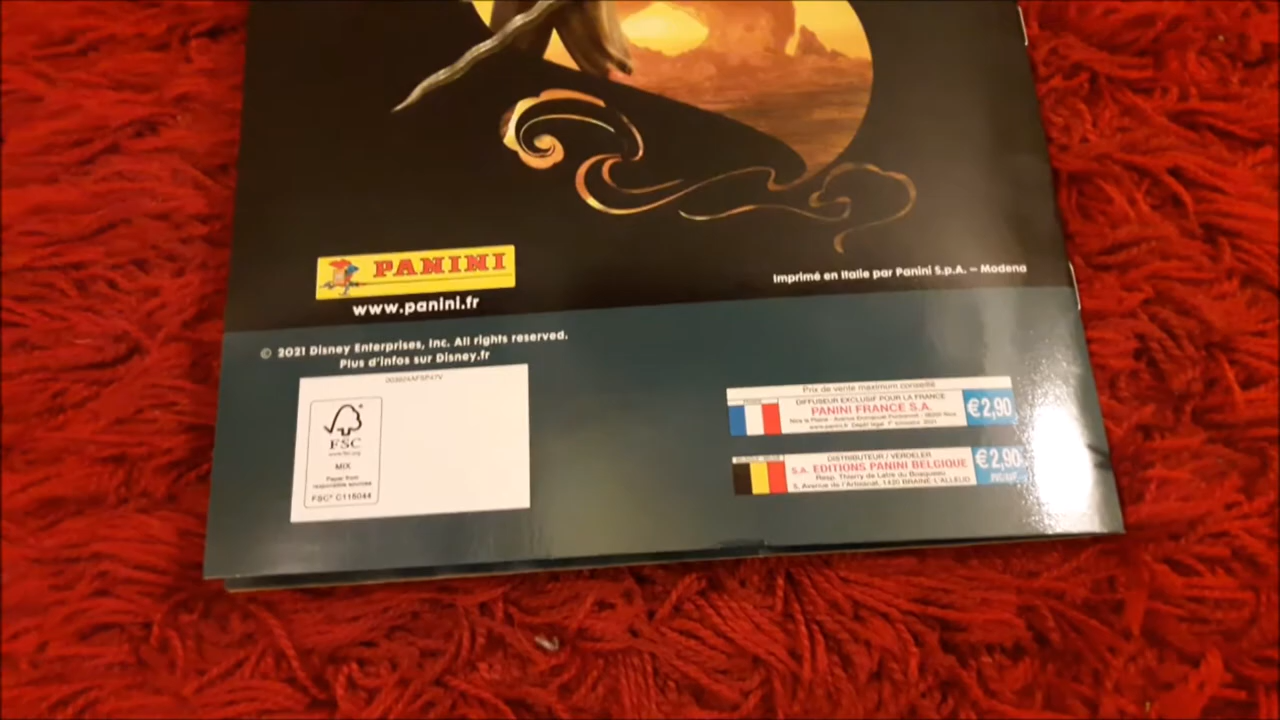 PANINI
www.panini.fr
Imprimé en Italie par Panini S.p.A. – Modena
© 2021 Disney Enterprises, Inc. All rights reserved.
Plus d'infos sur Disney.fr
FSC
www.fsc.org
MIX
Paper from
responsible sources
FSC® C115044
Prix de vente maximum conseillé
DIFFUSEUR EXCLUSIF POUR LA FRANCE
PANINI FRANCE S.A.
€2,90
DISTRIBUTEUR / VERDELER
S.A. EDITIONS PANINI BELGIQUE
Resp. Thierry de Latre du Bosqueau
5, Avenue de l'Artisanat, 1420 BRAINE-L'ALLEUD
€2,90